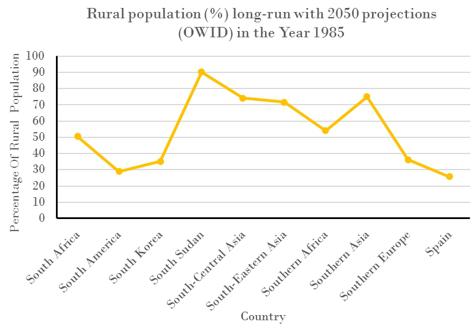 Rural population (%) long-run with 2050 projections
(OWID) in the Year 1985
Percentage Of Rural Population
100
90
80
70
60
50
40
30
20
10
0
South Africa
South America
South Korea
South Sudan
South-Central Asia
South-Eastern Asia
Southern Africa
Southern Asia
Southern Europe
Spain
Country